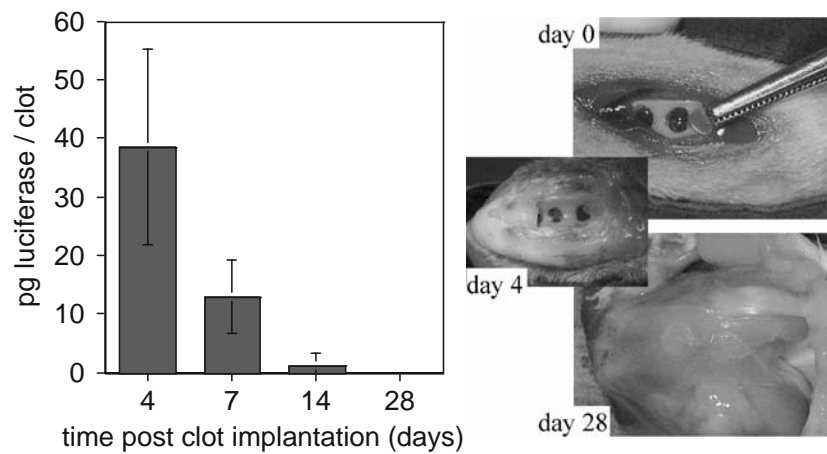 60
50
40
30
20
10
0
pg luciferase / clot
4 7 14 28
time post clot implantation (days)
day 0
day 4
day 28